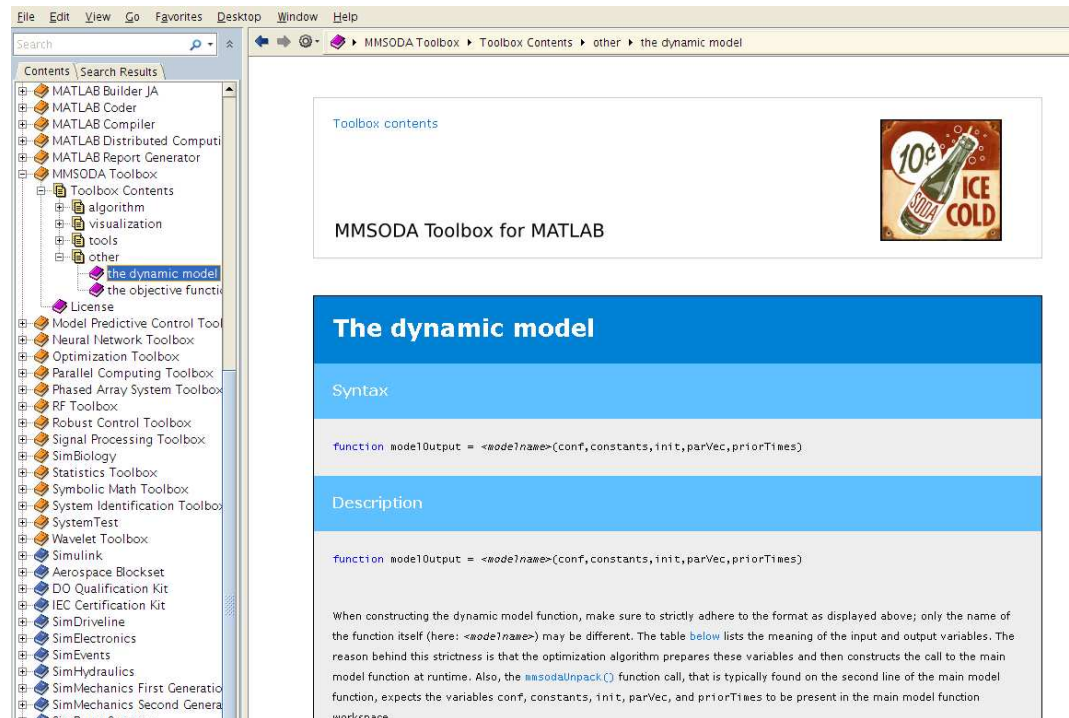 File Edit View Go Favorites Desktop Window Help
Search
MMSODA Toolbox Toolbox Contents other the dynamic model
Contents Search Results
MATLAB Builder JA
MATLAB Coder
MATLAB Compiler
MATLAB Distributed Computi
MATLAB Report Generator
MMSODA Toolbox
Toolbox Contents
algorithm
visualization
tools
other
the dynamic model
the objective functi
License
Model Predictive Control Tool
Neural Network Toolbox
Optimization Toolbox
Parallel Computing Toolbox
Phased Array System Toolbox
RF Toolbox
Robust Control Toolbox
Signal Processing Toolbox
SimBiology
Statistics Toolbox
Symbolic Math Toolbox
System Identification Toolbox
SystemTest
Wavelet Toolbox
Simulink
Aerospace Blockset
DO Qualification Kit
IEC Certification Kit
SimDriveline
SimElectronics
SimEvents
SimHydraulics
SimMechanics First Generatio
SimMechanics Second Genera
Toolbox contents
10¢
SODA
ICE
COLD
MMSODA Toolbox for MATLAB
The dynamic model
Syntax
function modelOutput = <modelname>(conf,constants,init,parVec,priorTimes)
Description
function modelOutput = <modelname>(conf,constants,init,parVec,priorTimes)
When constructing the dynamic model function, make sure to strictly adhere to the format as displayed above; only the name of
the function itself (here: <modelname>) may be different. The table below lists the meaning of the input and output variables. The
reason behind this strictness is that the optimization algorithm prepares these variables and then constructs the call to the main
model function at runtime. Also, the mmsodaUnpack() function call, that is typically found on the second line of the main model
function, expects the variables conf, constants, init, parVec, and priorTimes to be present in the main model function
workspace.